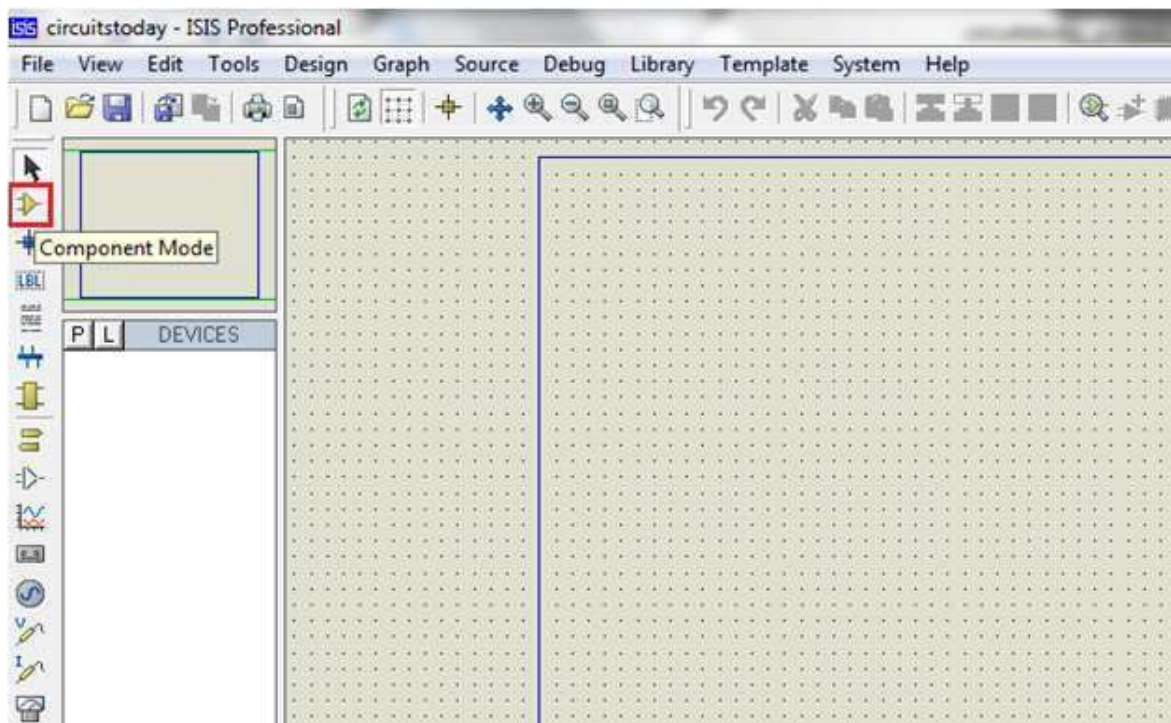 isis circuitstoday - ISIS Professional
File View Edit Tools Design Graph Source Debug Library Template System Help
Component Mode
LBL
P L DEVICES
V
I